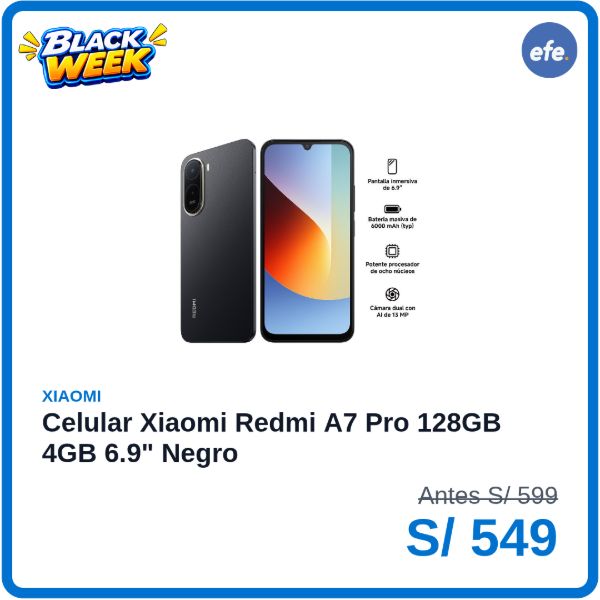 BLACK
WEEK
efe.
Pantalla inmersiva
de 6.9"
Batería masiva de
6000 mAh (typ)
Potente procesador
de ocho núcleos
Cámara dual con
AI de 13 MP
REDMI
XIAOMI
Celular Xiaomi Redmi A7 Pro 128GB
4GB 6.9" Negro
Antes S/ 599
S/ 549